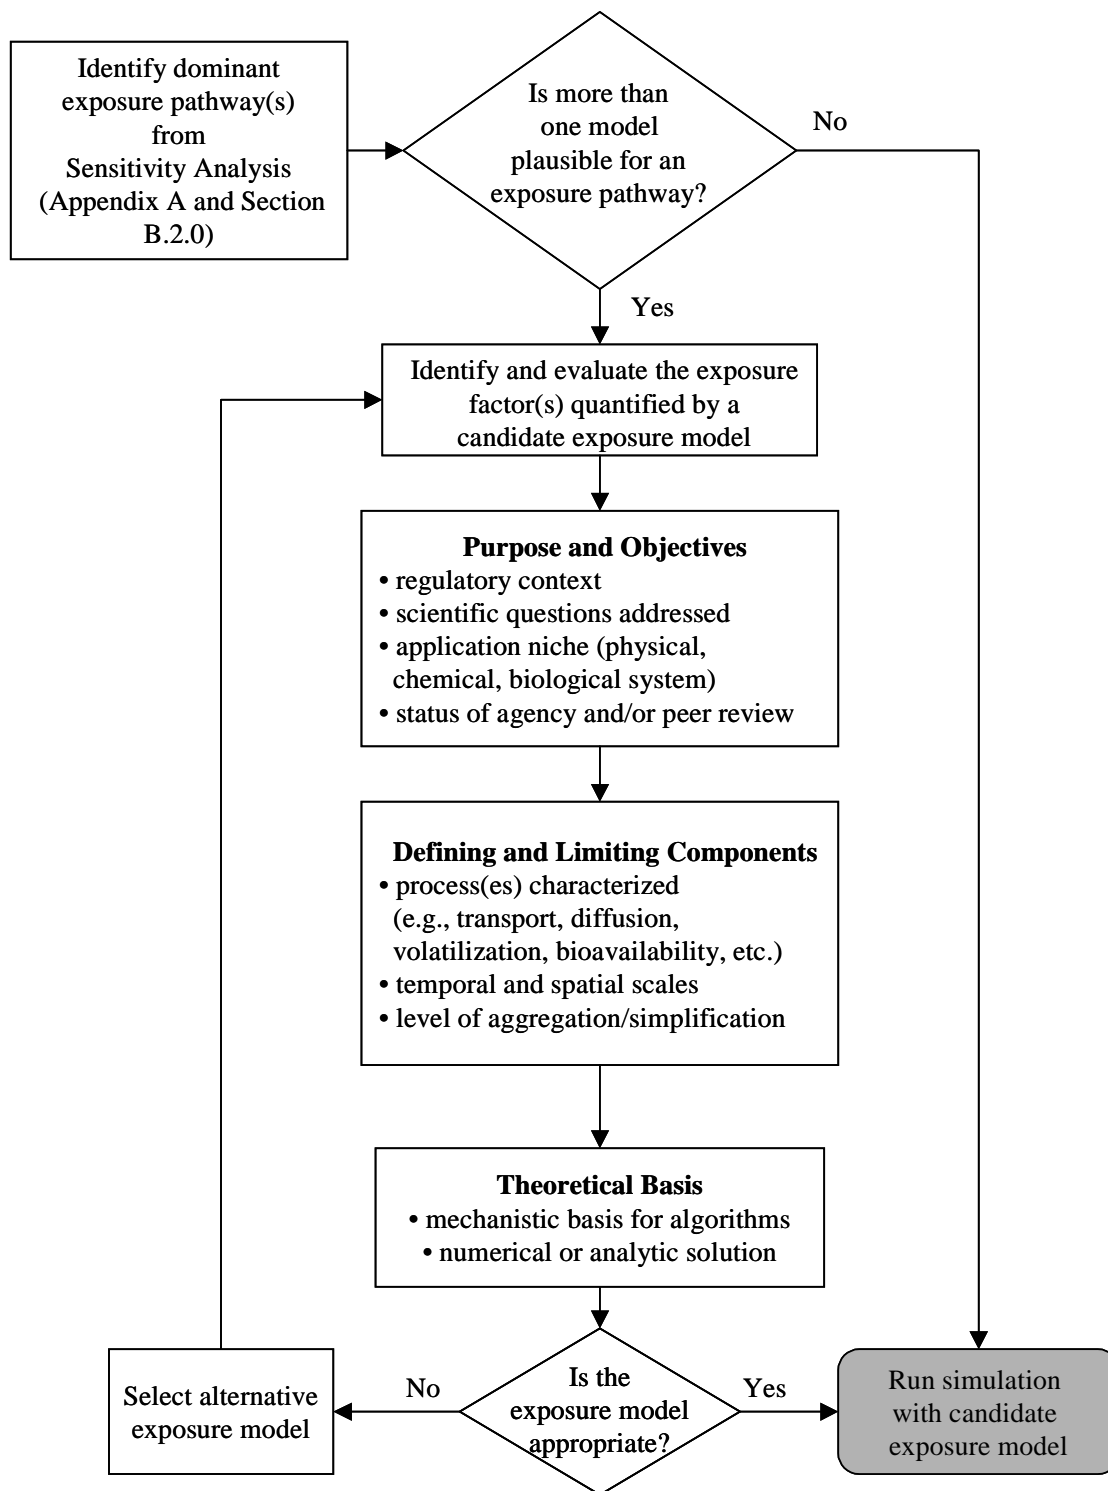 Identify dominant
exposure pathway(s)
from
Sensitivity Analysis
(Appendix A and Section
B.2.0)
Is more than
one model
plausible for an
exposure pathway?
No
Yes
Identify and evaluate the exposure
factor(s) quantified by a
candidate exposure model
Purpose and Objectives
• regulatory context
• scientific questions addressed
• application niche (physical,
chemical, biological system)
• status of agency and/or peer review
Defining and Limiting Components
• process(es) characterized
(e.g., transport, diffusion,
volatilization, bioavailability, etc.)
• temporal and spatial scales
• level of aggregation/simplification
Theoretical Basis
• mechanistic basis for algorithms
• numerical or analytic solution
Is the
exposure model
appropriate?
No
Yes
Select alternative
exposure model
Run simulation
with candidate
exposure model